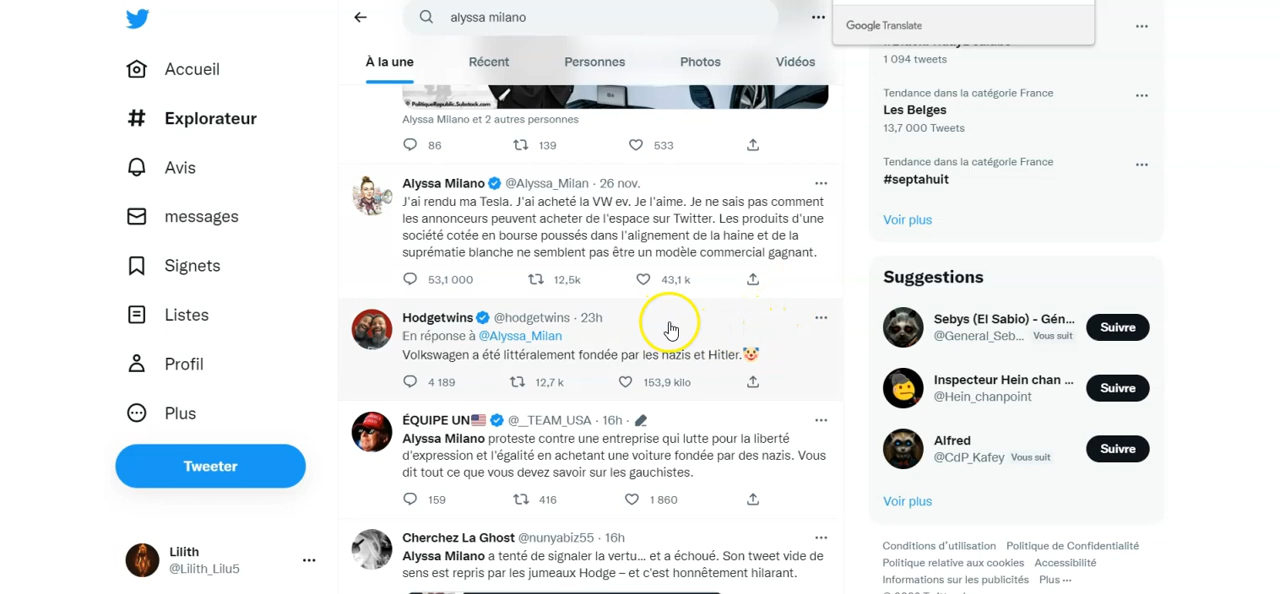 alyssa milano
Google Translate
À la une
Récent
Personnes
Photos
Vidéos
Accueil
Explorateur
Avis
messages
Signets
Listes
Profil
Plus
Tweeter
Lilith
@Lilith_Lilu5
PolitiqueRepublic.Substack.com
Alyssa Milano et 2 autres personnes
86 139 533
Alyssa Milano @Alyssa_Milan · 26 nov.
J'ai rendu ma Tesla. J'ai acheté la VW ev. Je l'aime. Je ne sais pas comment
les annonceurs peuvent acheter de l'espace sur Twitter. Les produits d'une
société cotée en bourse poussés dans l'alignement de la haine et de la
suprématie blanche ne semblent pas être un modèle commercial gagnant.
53,1 000 12,5k 43,1 k
Hodgetwins @hodgetwins · 23h
En réponse à @Alyssa_Milan
Volkswagen a été littéralement fondée par les nazis et Hitler.🤡
4 189 12,7 k 153,9 kilo
ÉQUIPE UN🇺🇸 @__TEAM_USA · 16h ·
Alyssa Milano proteste contre une entreprise qui lutte pour la liberté
d'expression et l'égalité en achetant une voiture fondée par des nazis. Vous
dit tout ce que vous devez savoir sur les gauchistes.
159 416 1 860
Cherchez La Ghost @nunyabiz55 · 16h
Alyssa Milano a tenté de signaler la vertu... et a échoué. Son tweet vide de
sens est repris par les jumeaux Hodge – et c'est honnêtement hilarant.
1 094 tweets
Tendance dans la catégorie France
Les Belges
13,7 000 Tweets
Tendance dans la catégorie France
#septahuit
Voir plus
Suggestions
Sebys (El Sabio) - Gén...
@General_Seb... Vous suit
Suivre
Inspecteur Hein chan ...
@Hein_chanpoint
Suivre
Alfred
@CdP_Kafey Vous suit
Suivre
Voir plus
Conditions d'utilisation Politique de Confidentialité
Politique relative aux cookies Accessibilité
Informations sur les publicités Plus ...